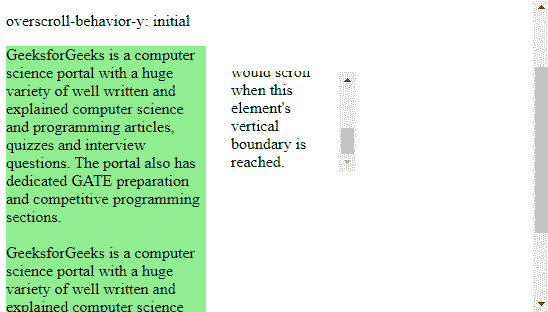 overscroll-behavior-y: initial
GeeksforGeeks is a computer
science portal with a huge
variety of well written and
explained computer science
and programming articles,
quizzes and interview
questions. The portal also has
dedicated GATE preparation
and competitive programming
sections.
GeeksforGeeks is a computer
science portal with a huge
variety of well written and
explained computer science
would scroll
when this
element's
vertical
boundary is
reached.